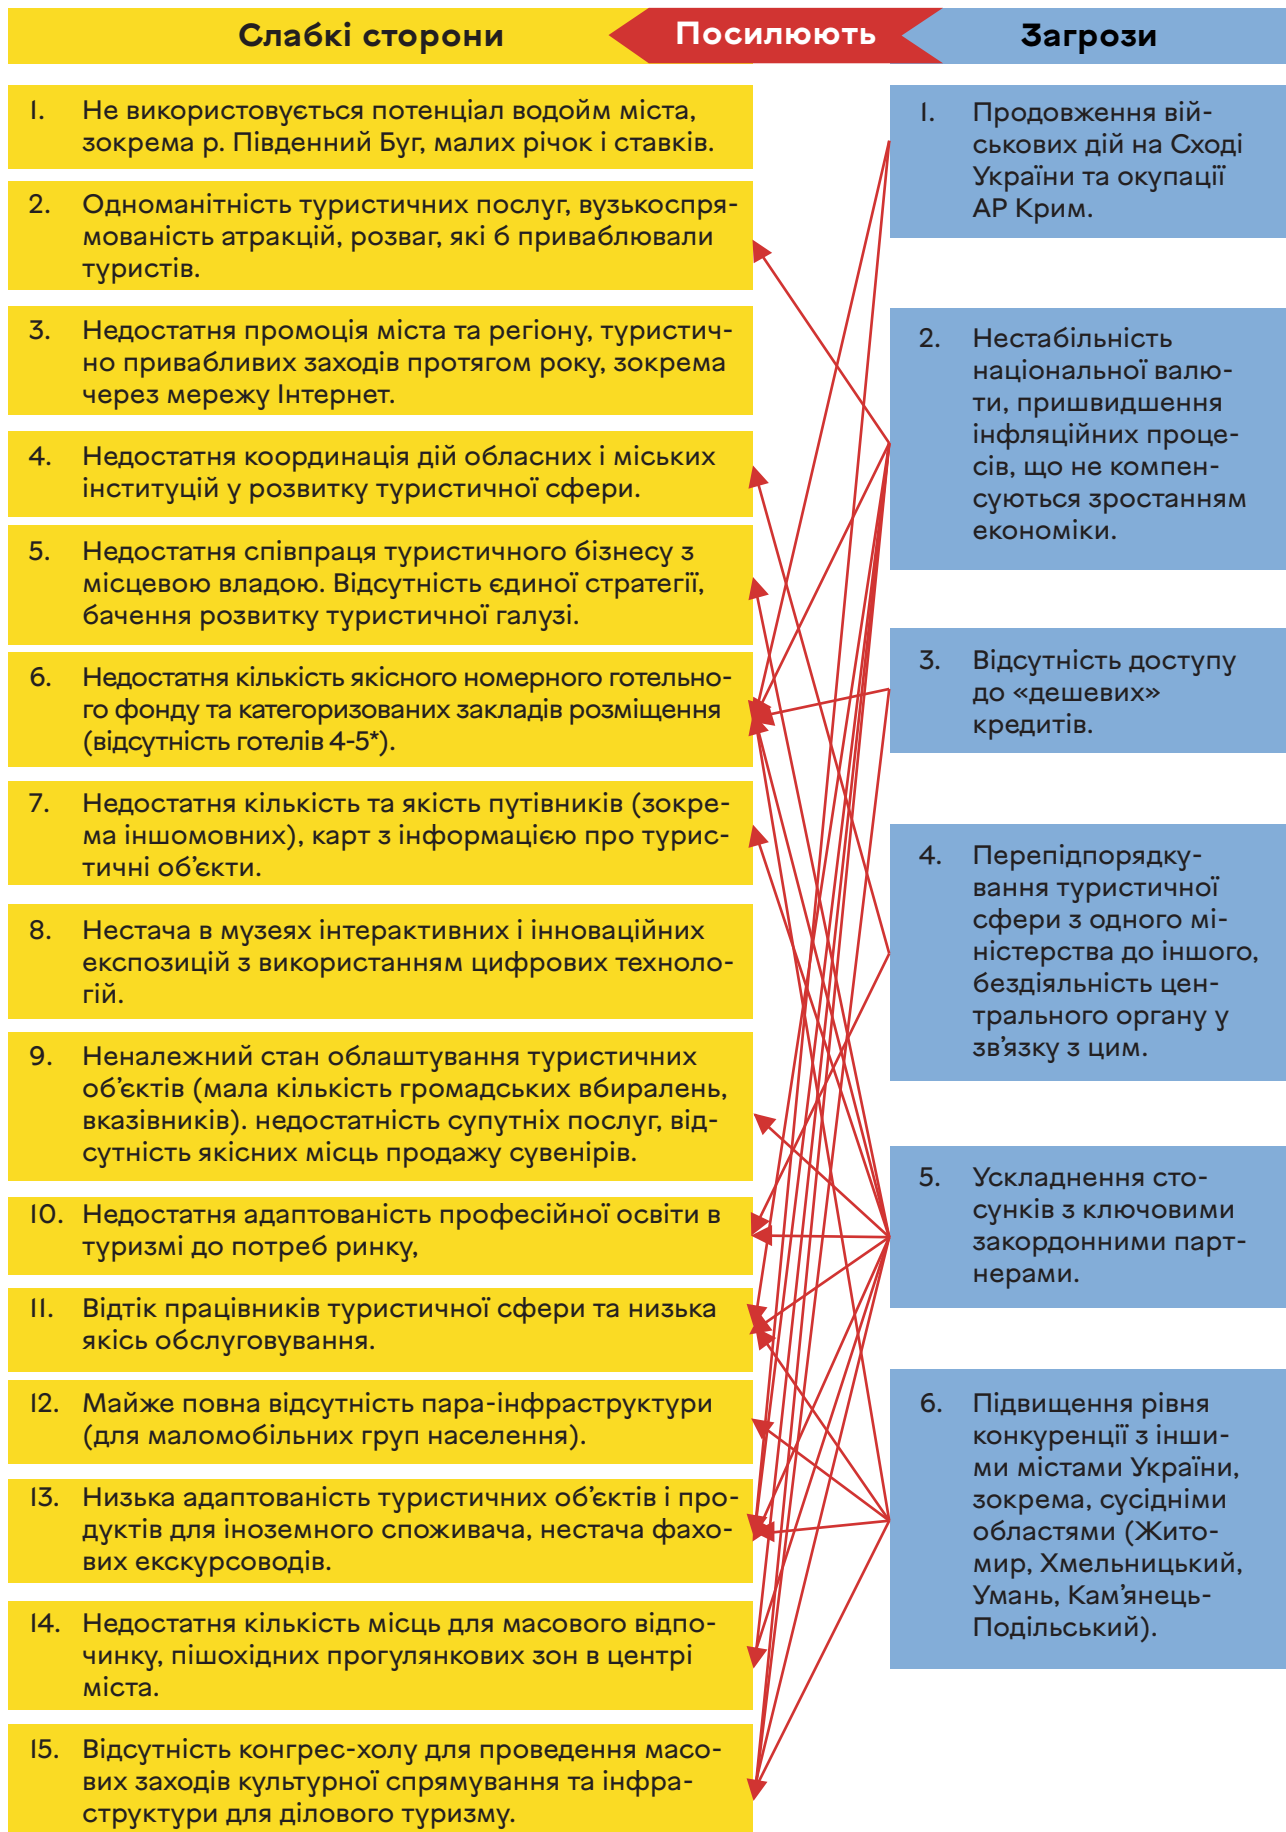 Слабкі сторони
Посилюють
Загрози
1. Не використовується потенціал водойм міста,
зокрема р. Південний Буг, малих річок і ставків.
2. Одноманітність туристичних послуг, вузькоспря-
мованість атракцій, розваг, які б приваблювали
туристів.
3. Недостатня промоція міста та регіону, туристич-
но привабливих заходів протягом року, зокрема
через мережу Інтернет.
4. Недостатня координація дій обласних і міських
інституцій у розвитку туристичної сфери.
5. Недостатня співпраця туристичного бізнесу з
місцевою владою. Відсутність єдиної стратегії,
бачення розвитку туристичної галузі.
6. Недостатня кількість якісного номерного готельно-
го фонду та категоризованих закладів розміщення
(відсутність готелів 4-5*).
7. Недостатня кількість та якість путівників (зокре-
ма іншомовних), карт з інформацією про турис-
тичні об’єкти.
8. Нестача в музеях інтерактивних і інноваційних
експозицій з використанням цифрових техноло-
гій.
9. Неналежний стан облаштування туристичних
об’єктів (мала кількість громадських вбиралень,
вказівників). недостатність супутніх послуг, від-
сутність якісних місць продажу сувенірів.
10. Недостатня адаптованість професійної освіти в
туризмі до потреб ринку,
11. Відтік працівників туристичної сфери та низька
якісь обслуговування.
12. Майже повна відсутність пара-інфраструктури
(для маломобільних груп населення).
13. Низька адаптованість туристичних об’єктів і про-
дуктів для іноземного споживача, нестача фахо-
вих екскурсоводів.
14. Недостатня кількість місць для масового відпо-
чинку, пішохідних прогулянкових зон в центрі
міста.
15. Відсутність конгрес-холу для проведення масо-
вих заходів культурної спрямування та інфра-
структури для ділового туризму.
1. Продовження вій-
ськових дій на Сході
України та окупації
АР Крим.
2. Нестабільність
національної валю-
ти, пришвидшення
інфляційних проце-
сів, що не компен-
суються зростанням
економіки.
3. Відсутність доступу
до «дешевих»
кредитів.
4. Перепідпорядку-
вання туристичної
сфери з одного мі-
ністерства до іншого,
бездіяльність цен-
трального органу у
зв’язку з цим.
5. Ускладнення сто-
сунків з ключовими
закордонними парт-
нерами.
6. Підвищення рівня
конкуренції з інши-
ми містами України,
зокрема, сусідніми
областями (Жито-
мир, Хмельницький,
Умань, Кам’янець-
Подільський).